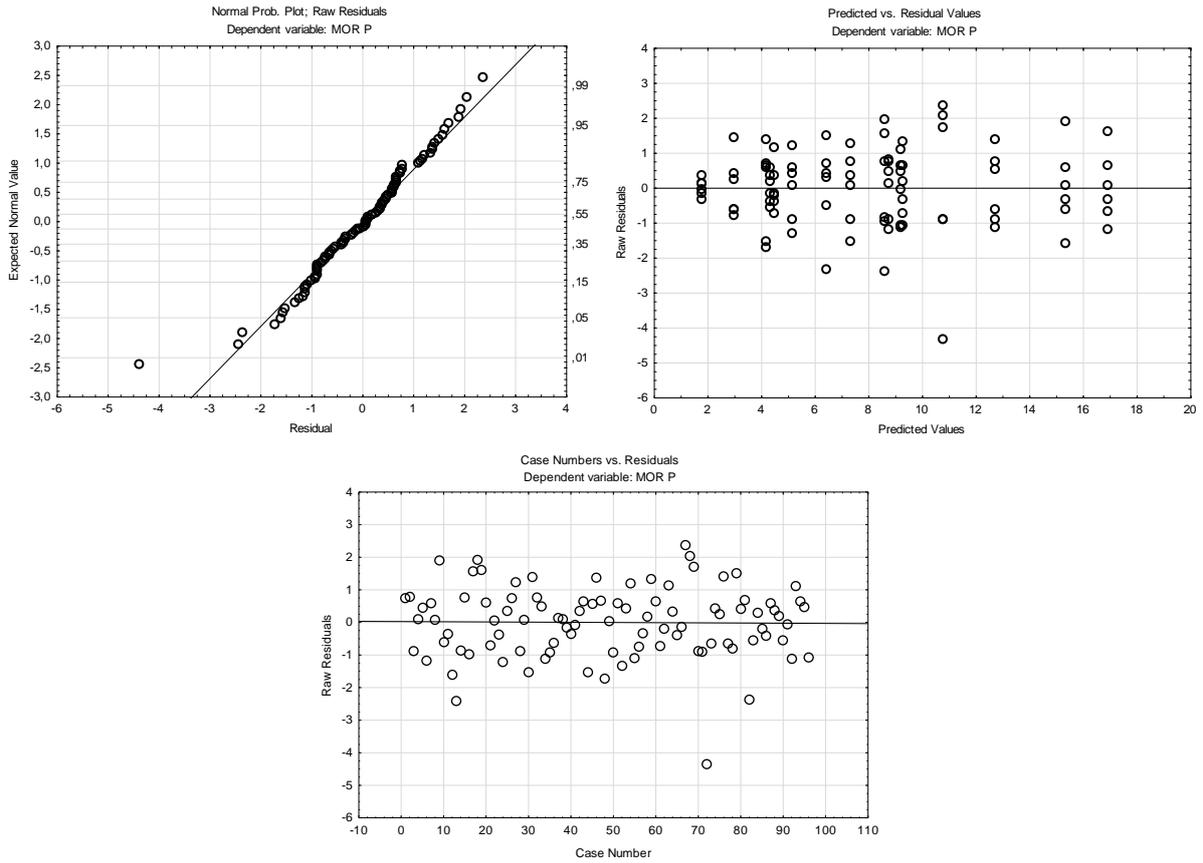 Normal Prob. Plot; Raw Residuals
Dependent variable: MOR P
3,0
2,5
2,0
1,5
1,0
0,5
0,0
-0,5
-1,0
-1,5
-2,0
-2,5
-3,0
Expected Normal Value
,99
,95
,75
,55
,35
,15
,05
,01
-6 -5 -4 -3 -2 -1 0 1 2 3 4
Residual
Predicted vs. Residual Values
Dependent variable: MOR P
4
3
2
1
0
-1
-2
-3
-4
-5
-6
Raw Residuals
0 2 4 6 8 10 12 14 16 18 20
Predicted Values
Case Numbers vs. Residuals
Dependent variable: MOR P
4
3
2
1
0
-1
-2
-3
-4
-5
-6
Raw Residuals
-10 0 10 20 30 40 50 60 70 80 90 100 110
Case Number